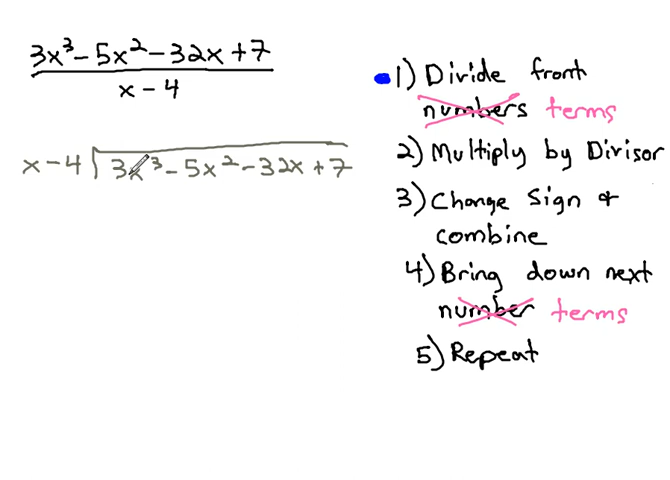 3x³ - 5x² - 32x + 7
x - 4
x - 4 3x³ - 5x² - 32x + 7
1) Divide front
numbers terms
2) Multiply by Divisor
3) Change Sign &
combine
4) Bring down next
number terms
5) Repeat